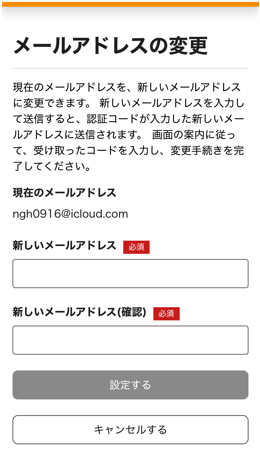 メールアドレスの変更
現在のメールアドレスを、新しいメールアドレス
に変更できます。 新しいメールアドレスを入力し
て送信すると、認証コードが入力した新しいメー
ルアドレスに送信されます。 画面の案内に従っ
て、受け取ったコードを入力し、変更手続きを完
了してください。
現在のメールアドレス
ngh0916@icloud.com
新しいメールアドレス 必須
新しいメールアドレス(確認) 必須
設定する
キャンセルする